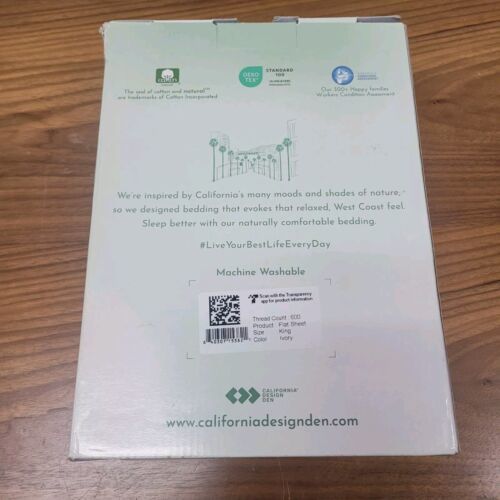 COTTON
The seal of cotton and natural™
are trademarks of Cotton Incorporated
OEKO
TEX®
STANDARD
100
Our 500+ Happy families
Workers Condition Assessment
We're inspired by California's many moods and shades of nature,
so we designed bedding that evokes that relaxed, West Coast feel.
Sleep better with our naturally comfortable bedding.
#LiveYourBestLifeEveryDay
Machine Washable
Scan with the Transparency
app for product information
Thread Count : 600
Product : Flat Sheet
Size : King
Color : Ivory
CALIFORNIA
DESIGN
DEN
www.californiadesignden.com